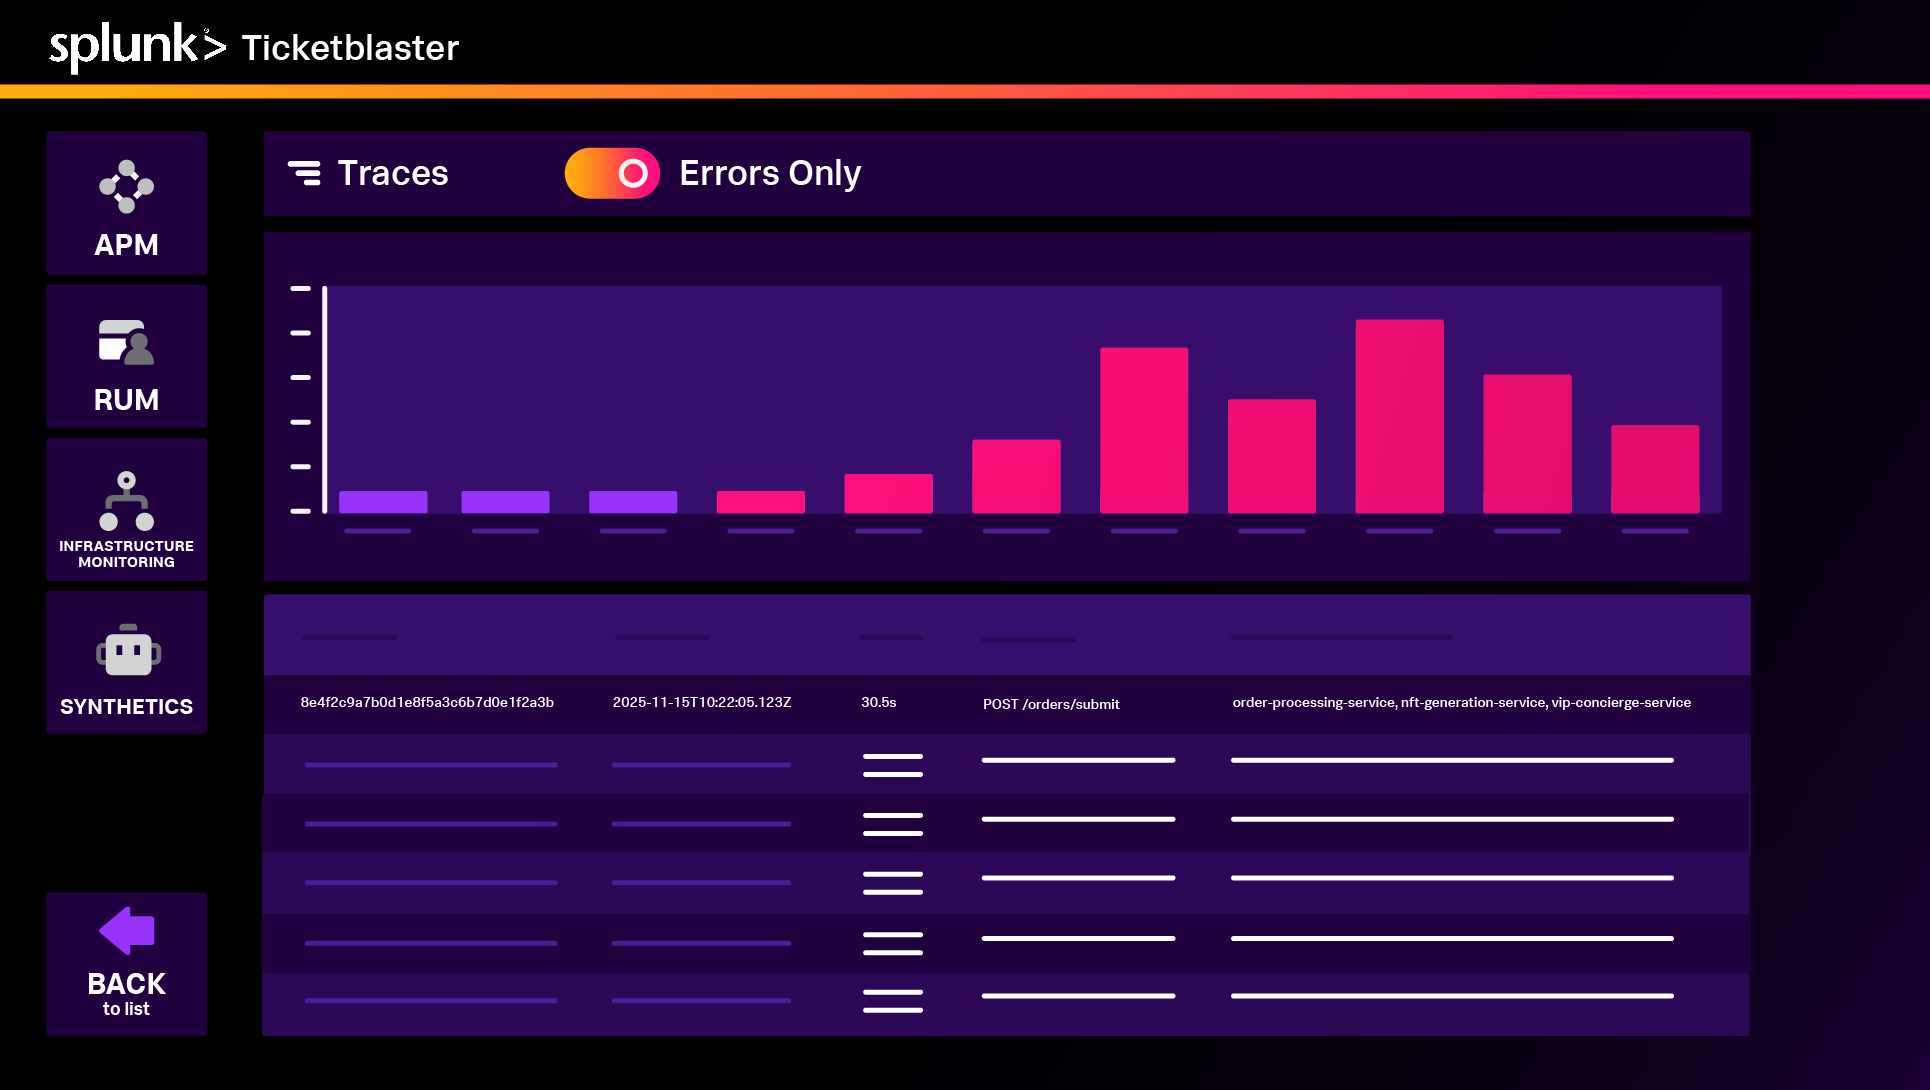 splunk> Ticketblaster
Traces
Errors Only
APM
RUM
INFRASTRUCTURE
MONITORING
SYNTHETICS
8e4f2c9a7b0d1e8f5a3c6b7d0e1f2a3b
2025-11-15T10:22:05.123Z
30.5s
POST /orders/submit
order-processing-service, nft-generation-service, vip-concierge-service
BACK
to list